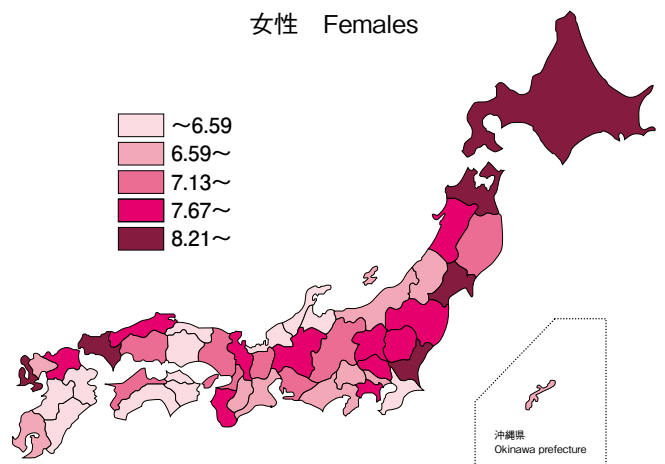 女性 Females
～6.59
6.59～
7.13～
7.67～
8.21～
沖縄県
Okinawa prefecture